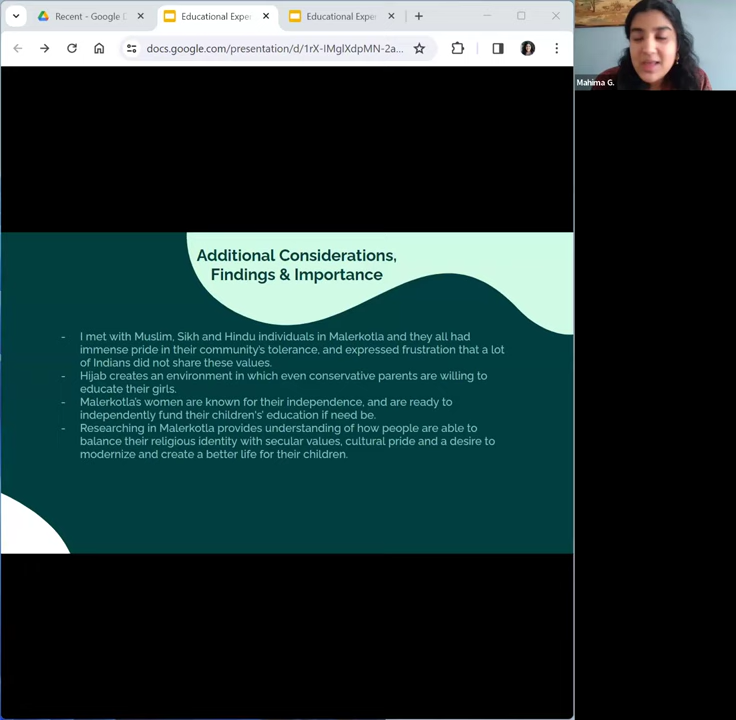 Recent - Google D
Educational Expe
Educational Expe
docs.google.com/presentation/d/1rX-IMglXdpMN-2a...
Mahima G.
Additional Considerations,
Findings & Importance
- I met with Muslim, Sikh and Hindu individuals in Malerkotla and they all had
immense pride in their community's tolerance, and expressed frustration that a lot
of Indians did not share these values.
- Hijab creates an environment in which even conservative parents are willing to
educate their girls.
- Malerkotla's women are known for their independence, and are ready to
independently fund their children's' education if need be.
- Researching in Malerkotla provides understanding of how people are able to
balance their religious identity with secular values, cultural pride and a desire to
modernize and create a better life for their children.